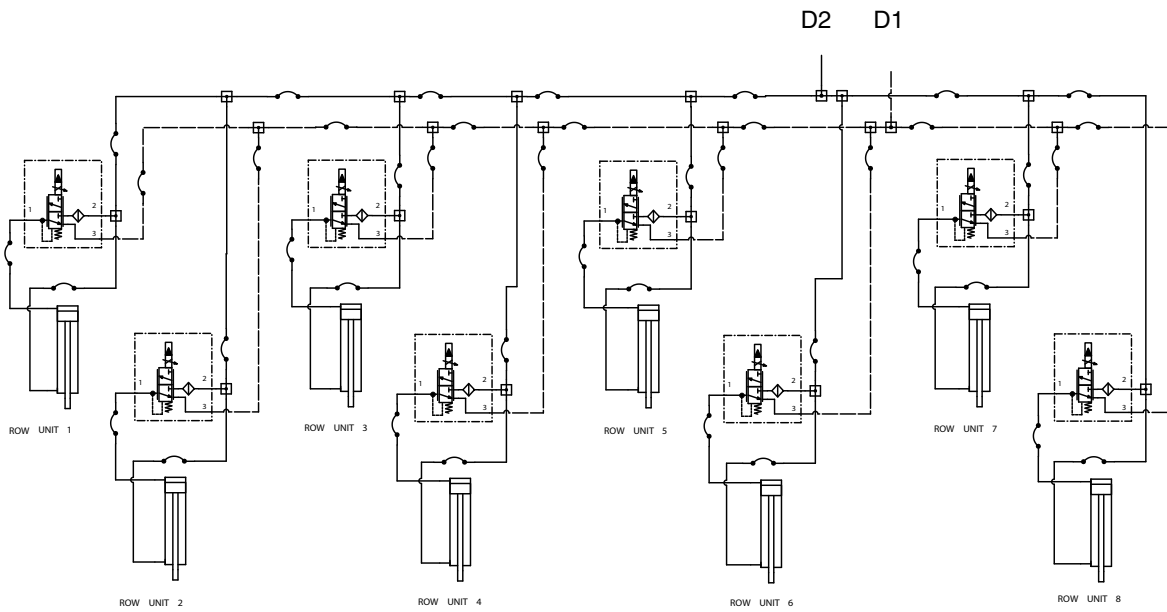 D2 D1
1 2 3
1 2 3
1 2 3
1 2 3
ROW UNIT 1
ROW UNIT 3
ROW UNIT 5
ROW UNIT 7
1 2 3
1 2 3
1 2 3
1 2 3
ROW UNIT 2
ROW UNIT 4
ROW UNIT 6
ROW UNIT 8